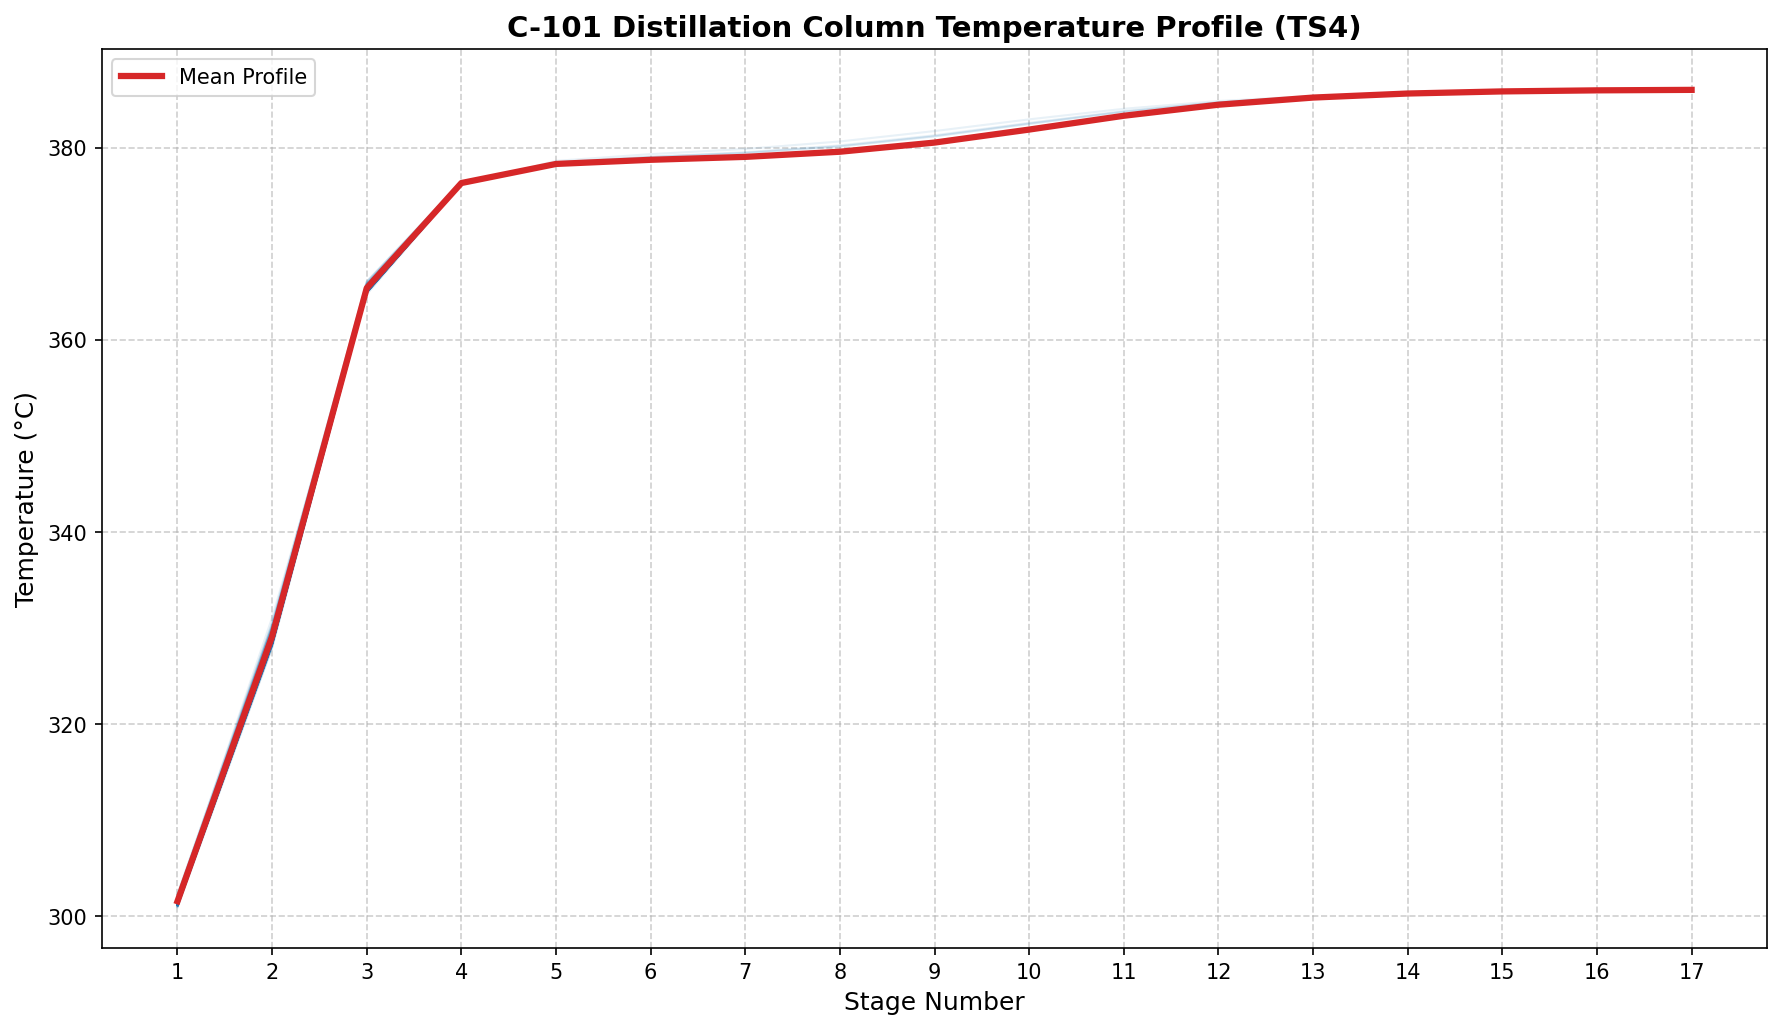 C-101 Distillation Column Temperature Profile (TS4)
Mean Profile
Temperature (°C)
380
360
340
320
300
1 2 3 4 5 6 7 8 9 10 11 12 13 14 15 16 17
Stage Number